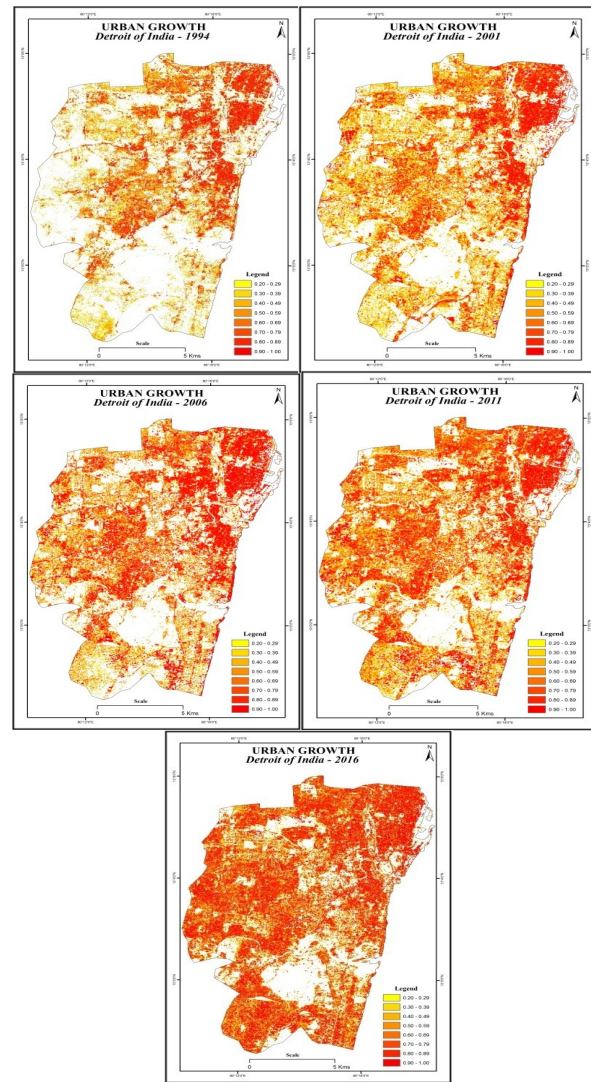 URBAN GROWTH
Detroit of India - 1994
N
Legend
0.20 - 0.29
0.30 - 0.39
0.40 - 0.49
0.50 - 0.59
0.60 - 0.69
0.70 - 0.79
0.80 - 0.89
0.90 - 1.00
Scale
0 5 Kms
URBAN GROWTH
Detroit of India - 2001
N
Legend
0.20 - 0.29
0.30 - 0.39
0.40 - 0.49
0.50 - 0.59
0.60 - 0.69
0.70 - 0.79
0.80 - 0.89
0.90 - 1.00
Scale
0 5 Kms
URBAN GROWTH
Detroit of India - 2006
N
Legend
0.20 - 0.29
0.30 - 0.39
0.40 - 0.49
0.50 - 0.59
0.60 - 0.69
0.70 - 0.79
0.80 - 0.89
0.90 - 1.00
Scale
0 5 Kms
URBAN GROWTH
Detroit of India - 2011
N
Legend
0.20 - 0.29
0.30 - 0.39
0.40 - 0.49
0.50 - 0.59
0.60 - 0.69
0.70 - 0.79
0.80 - 0.89
0.90 - 1.00
Scale
0 5 Kms
URBAN GROWTH
Detroit of India - 2016
N
Legend
0.20 - 0.29
0.30 - 0.39
0.40 - 0.49
0.50 - 0.59
0.60 - 0.69
0.70 - 0.79
0.80 - 0.89
0.90 - 1.00
Scale
0 5 Kms